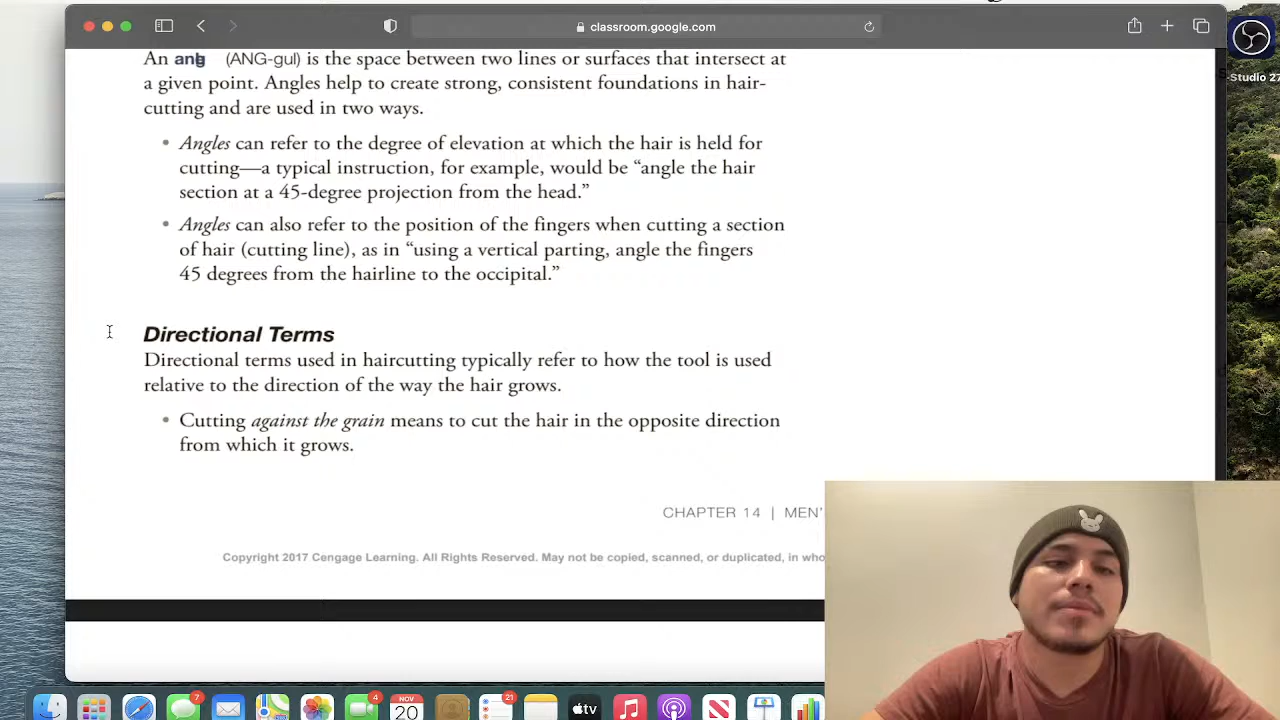 classroom.google.com
An angle (ANG-gul) is the space between two lines or surfaces that intersect at
a given point. Angles help to create strong, consistent foundations in hair-
cutting and are used in two ways.
• Angles can refer to the degree of elevation at which the hair is held for
cutting—a typical instruction, for example, would be “angle the hair
section at a 45-degree projection from the head.”
• Angles can also refer to the position of the fingers when cutting a section
of hair (cutting line), as in “using a vertical parting, angle the fingers
45 degrees from the hairline to the occipital.”
Directional Terms
Directional terms used in haircutting typically refer to how the tool is used
relative to the direction of the way the hair grows.
• Cutting against the grain means to cut the hair in the opposite direction
from which it grows.
CHAPTER 14 | MEN’
Copyright 2017 Cengage Learning. All Rights Reserved. May not be copied, scanned, or duplicated, in who
Studio 27
7
4
NOV
20
21
tv